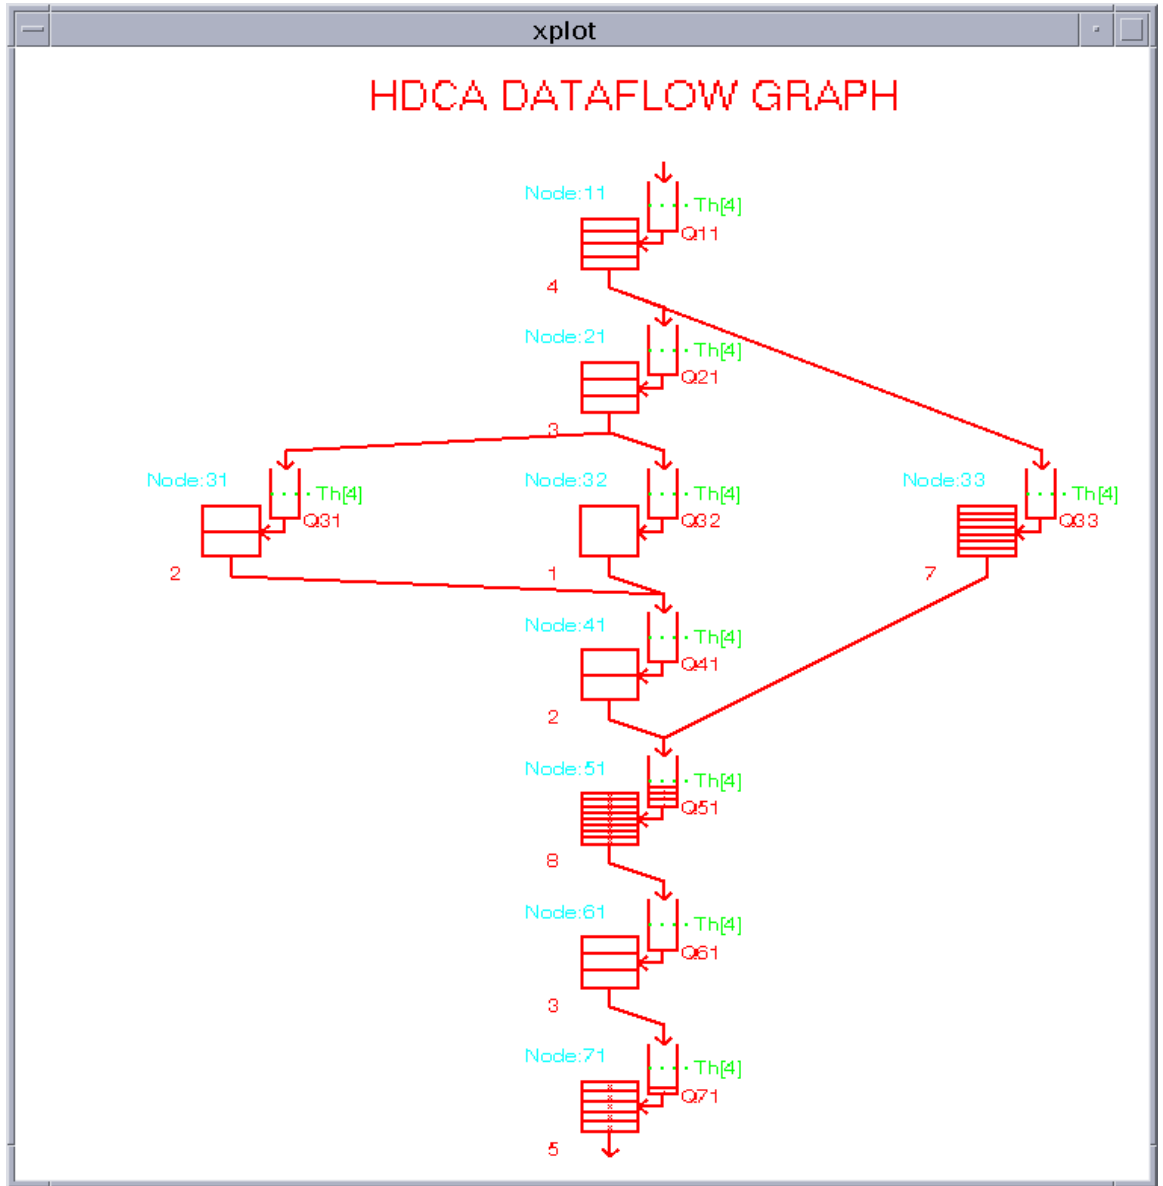 xplot
HDCA DATAFLOW GRAPH
Node:11
Th[4]
Q11
4
Node:21
Th[4]
Q21
3
Node:31
Th[4]
Q31
2
Node:32
Th[4]
Q32
1
Node:33
Th[4]
Q33
7
Node:41
Th[4]
Q41
2
Node:51
Th[4]
Q51
8
Node:61
Th[4]
Q61
3
Node:71
Th[4]
Q71
5